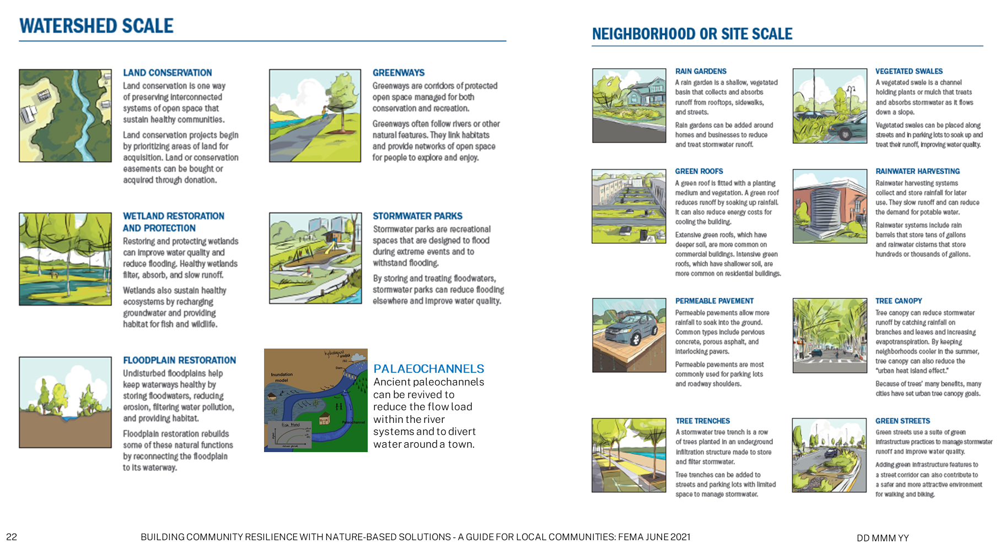 WATERSHED SCALE
LAND CONSERVATION
Land conservation is one way
of preserving interconnected
systems of open space that
sustain healthy communities.
Land conservation projects begin
by prioritizing areas of land for
acquisition. Land or conservation
easements can be bought or
acquired through donation.
GREENWAYS
Greenways are corridors of protected
open space managed for both
conservation and recreation.
Greenways often follow rivers or other
natural features. They link habitats
and provide networks of open space
for people to explore and enjoy.
WETLAND RESTORATION
AND PROTECTION
Restoring and protecting wetlands
can improve water quality and
reduce flooding. Healthy wetlands
filter, absorb, and slow runoff.
Wetlands also sustain healthy
ecosystems by recharging
groundwater and providing
habitat for fish and wildlife.
STORMWATER PARKS
Stormwater parks are recreational
spaces that are designed to flood
during extreme events and to
withstand flooding.
By storing and treating floodwaters,
stormwater parks can reduce flooding
elsewhere and improve water quality.
FLOODPLAIN RESTORATION
Undisturbed floodplains help
keep waterways healthy by
storing floodwaters, reducing
erosion, filtering water pollution,
and providing habitat.
Floodplain restoration rebuilds
some of these natural functions
by reconnecting the floodplain
to its waterway.
hydrological
model
Dam
Inundation
model
Paleochannel
Risk Model
return period
PALAEOCHANNELS
Ancient paleochannels
can be revived to
reduce the flow load
within the river
systems and to divert
water around a town.
NEIGHBORHOOD OR SITE SCALE
RAIN GARDENS
A rain garden is a shallow, vegetated
basin that collects and absorbs
runoff from rooftops, sidewalks,
and streets.
Rain gardens can be added around
homes and businesses to reduce
and treat stormwater runoff.
VEGETATED SWALES
A vegetated swale is a channel
holding plants or mulch that treats
and absorbs stormwater as it flows
down a slope.
Vegetated swales can be placed along
streets and in parking lots to soak up and
treat their runoff, improving water quality.
GREEN ROOFS
A green roof is fitted with a planting
medium and vegetation. A green roof
reduces runoff by soaking up rainfall.
It can also reduce energy costs for
cooling the building.
Extensive green roofs, which have
deeper soil, are more common on
commercial buildings. Intensive green
roofs, which have shallower soil, are
more common on residential buildings.
RAINWATER HARVESTING
Rainwater harvesting systems
collect and store rainfall for later
use. They slow runoff and can reduce
the demand for potable water.
Rainwater systems include rain
barrels that store tens of gallons
and rainwater cisterns that store
hundreds or thousands of gallons.
PERMEABLE PAVEMENT
Permeable pavements allow more
rainfall to soak into the ground.
Common types include pervious
concrete, porous asphalt, and
interlocking pavers.
Permeable pavements are most
commonly used for parking lots
and roadway shoulders.
TREE CANOPY
Tree canopy can reduce stormwater
runoff by catching rainfall on
branches and leaves and increasing
evapotranspiration. By keeping
neighborhoods cooler in the summer,
tree canopy can also reduce the
“urban heat island effect.”
Because of trees’ many benefits, many
cities have set urban tree canopy goals.
TREE TRENCHES
A stormwater tree trench is a row
of trees planted in an underground
infiltration structure made to store
and filter stormwater.
Tree trenches can be added to
streets and parking lots with limited
space to manage stormwater.
GREEN STREETS
Green streets use a suite of green
infrastructure practices to manage stormwater
runoff and improve water quality.
Adding green infrastructure features to
a street corridor can also contribute to
a safer and more attractive environment
for walking and biking.
22
BUILDING COMMUNITY RESILIENCE WITH NATURE-BASED SOLUTIONS - A GUIDE FOR LOCAL COMMUNITIES: FEMA JUNE 2021
DD MMM YY